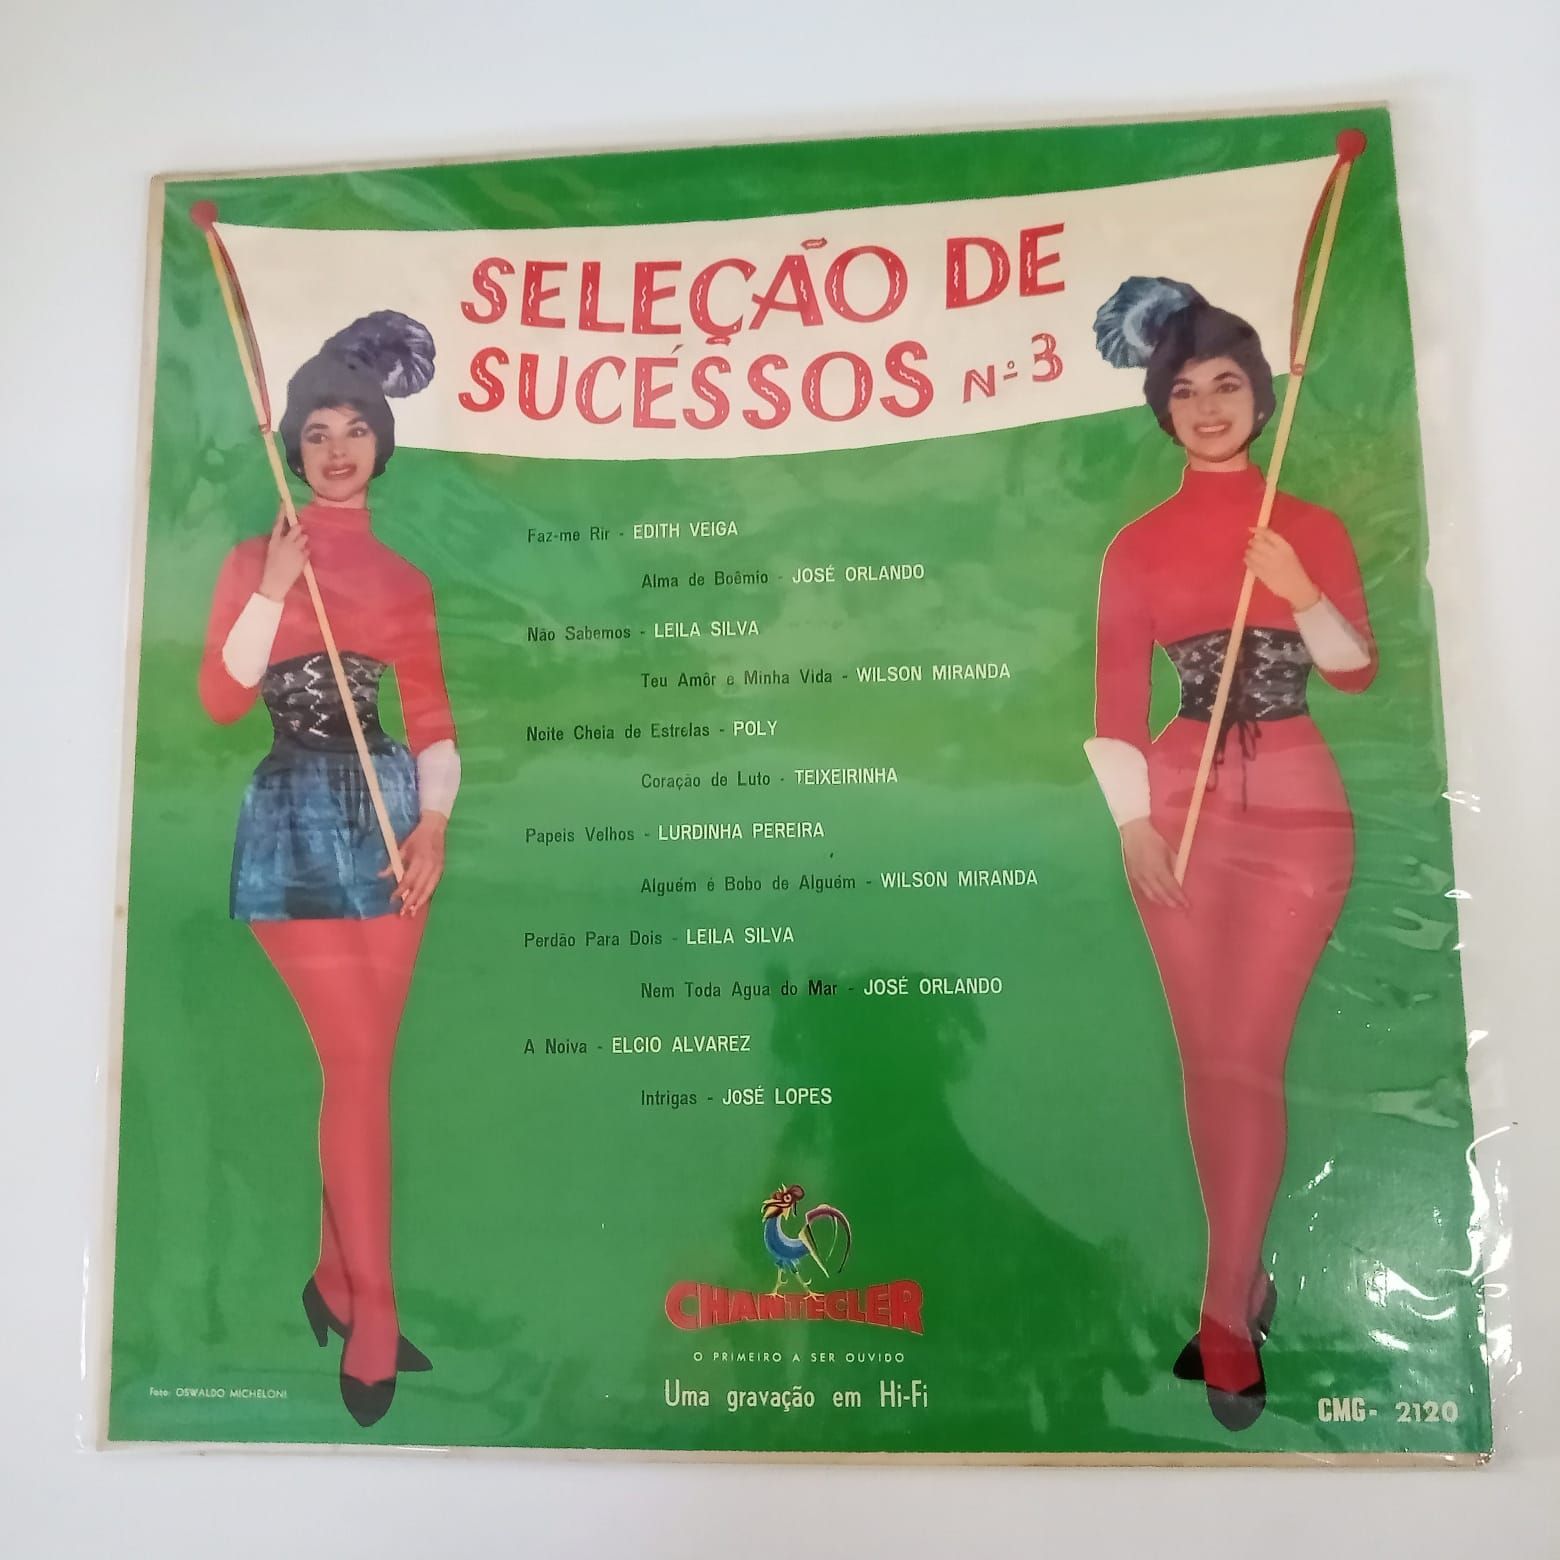 SELEÇÃO DE
SUCÉSSOS Nº 3
Faz-me Rir - EDITH VEIGA
Alma de Boêmio - JOSÉ ORLANDO
Não Sabemos - LEILA SILVA
Teu Amôr e Minha Vida - WILSON MIRANDA
Noite Cheia de Estrelas - POLY
Coração de Luto - TEIXEIRINHA
Papeis Velhos - LURDINHA PEREIRA
Alguém é Bobo de Alguém - WILSON MIRANDA
Perdão Para Dois - LEILA SILVA
Nem Toda Agua do Mar - JOSÉ ORLANDO
A Noiva - ELCIO ALVAREZ
Intrigas - JOSÉ LOPES
CHANTECLER
O PRIMEIRO A SER OUVIDO
Uma gravação em Hi-Fi
Foto: OSWALDO MICHELONI
CMG- 2120